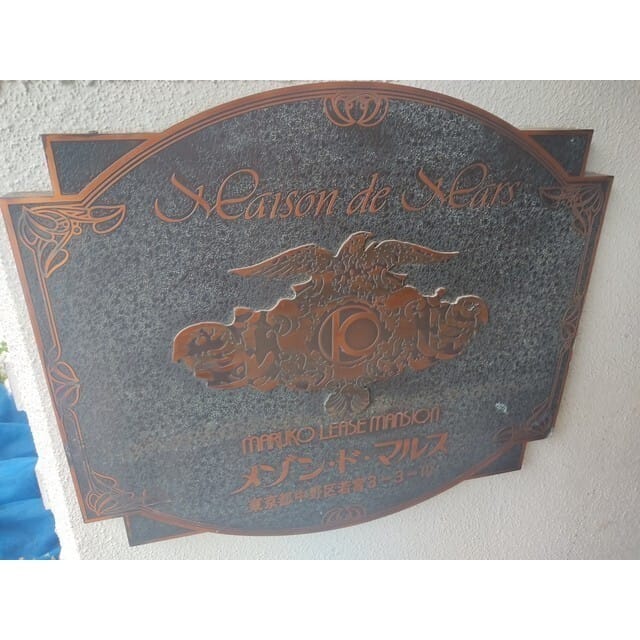 Maison de Mars
MARUKO LEASE MANSION
メゾン・ド・マルス
東京都中野区若宮3-3-